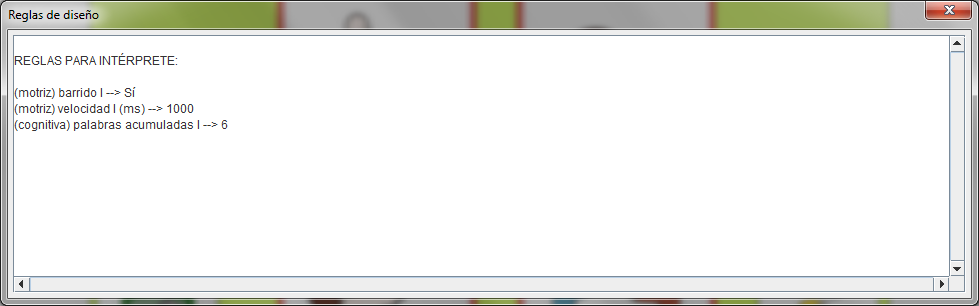 Reglas de diseño
REGLAS PARA INTÉRPRETE:
(motriz) barrido I --> Sí
(motriz) velocidad I (ms) --> 1000
(cognitiva) palabras acumuladas I --> 6